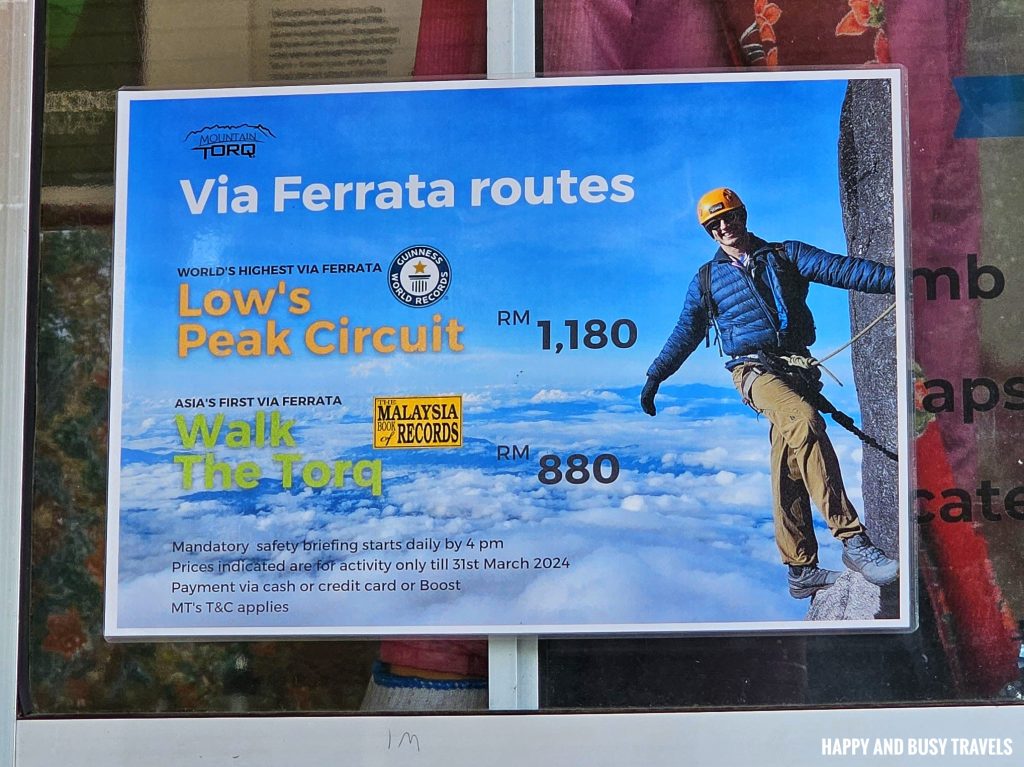 MOUNTAIN
TORQ
Via Ferrata routes
WORLD'S HIGHEST VIA FERRATA
GUINNESS
WORLD RECORDS
Low's
Peak Circuit
RM 1,180
ASIA'S FIRST VIA FERRATA
THE
MALAYSIA
BOOK of RECORDS
Walk
The Torq
RM 880
Mandatory safety briefing starts daily by 4 pm
Prices indicated are for activity only till 31st March 2024
Payment via cash or credit card or Boost
MT's T&C applies
mb
aps
cate
1M
HAPPY AND BUSY TRAVELS